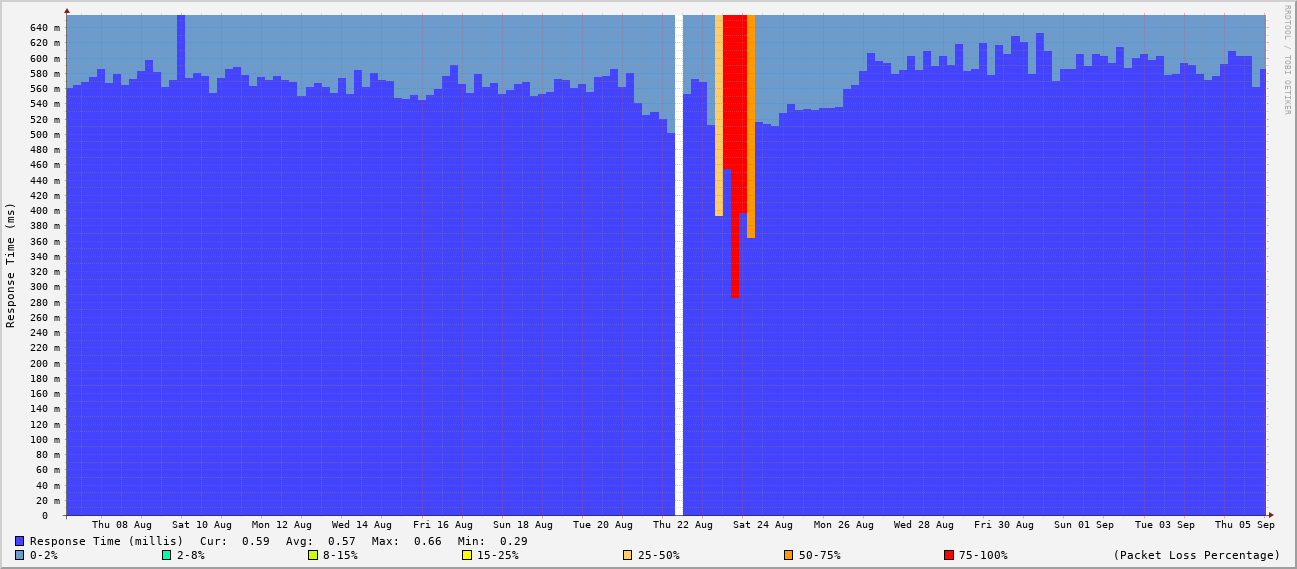 RRDTOOL / TOBI OETIKER
Response Time (ms)
640 m
620 m
600 m
580 m
560 m
540 m
520 m
500 m
480 m
460 m
440 m
420 m
400 m
380 m
360 m
340 m
320 m
300 m
280 m
260 m
240 m
220 m
200 m
180 m
160 m
140 m
120 m
100 m
80 m
60 m
40 m
20 m
0
Thu 08 Aug Sat 10 Aug Mon 12 Aug Wed 14 Aug Fri 16 Aug Sun 18 Aug Tue 20 Aug Thu 22 Aug Sat 24 Aug Mon 26 Aug Wed 28 Aug Fri 30 Aug Sun 01 Sep Tue 03 Sep Thu 05 Sep
Response Time (millis) Cur: 0.59 Avg: 0.57 Max: 0.66 Min: 0.29
0-2% 2-8% 8-15% 15-25% 25-50% 50-75% 75-100% (Packet Loss Percentage)